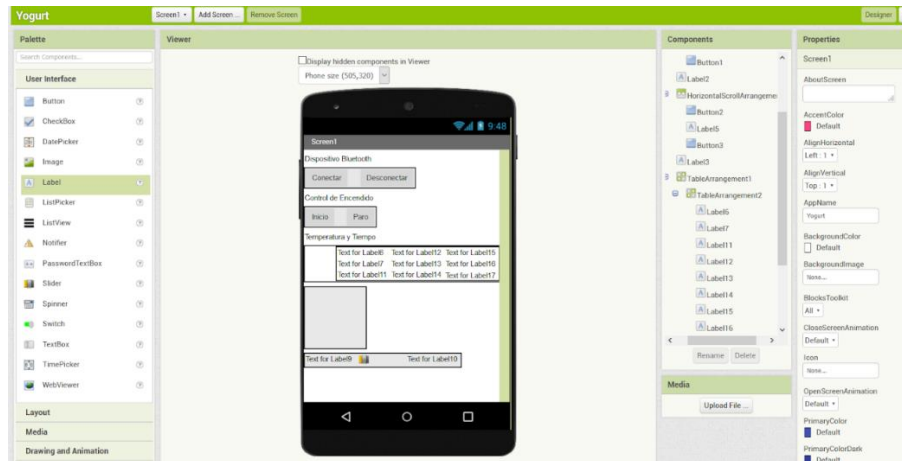 Yogurt
Screen1
Add Screen ...
Remove Screen
Designer
Palette
Search Components...
User Interface
Button
CheckBox
DatePicker
Image
Label
ListPicker
ListView
Notifier
PasswordTextBox
Slider
Spinner
Switch
TextBox
TimePicker
WebViewer
Layout
Media
Drawing and Animation
Viewer
Display hidden components in Viewer
Phone size (505,320)
9:48
Screen1
Dispositivo Bluetooth
Conectar Desconectar
Control de Encendido
Inicio Paro
Temperatura y Tiempo
Text for Label6 Text for Label12 Text for Label15
Text for Label7 Text for Label13 Text for Label16
Text for Label11 Text for Label14 Text for Label17
Text for Label9 Text for Label10
Components
Button1
Label2
HorizontalScrollArrangeme
Button2
Label5
Button3
Label3
TableArrangement1
TableArrangement2
Label6
Label7
Label11
Label12
Label13
Label14
Label15
Label16
Rename Delete
Media
Upload File ...
Properties
Screen1
AboutScreen
AccentColor
Default
AlignHorizontal
Left : 1
AlignVertical
Top : 1
AppName
Yogurt
BackgroundColor
Default
BackgroundImage
None...
BlocksToolkit
All
CloseScreenAnimation
Default
Icon
None...
OpenScreenAnimation
Default
PrimaryColor
Default
PrimaryColorDark
Default